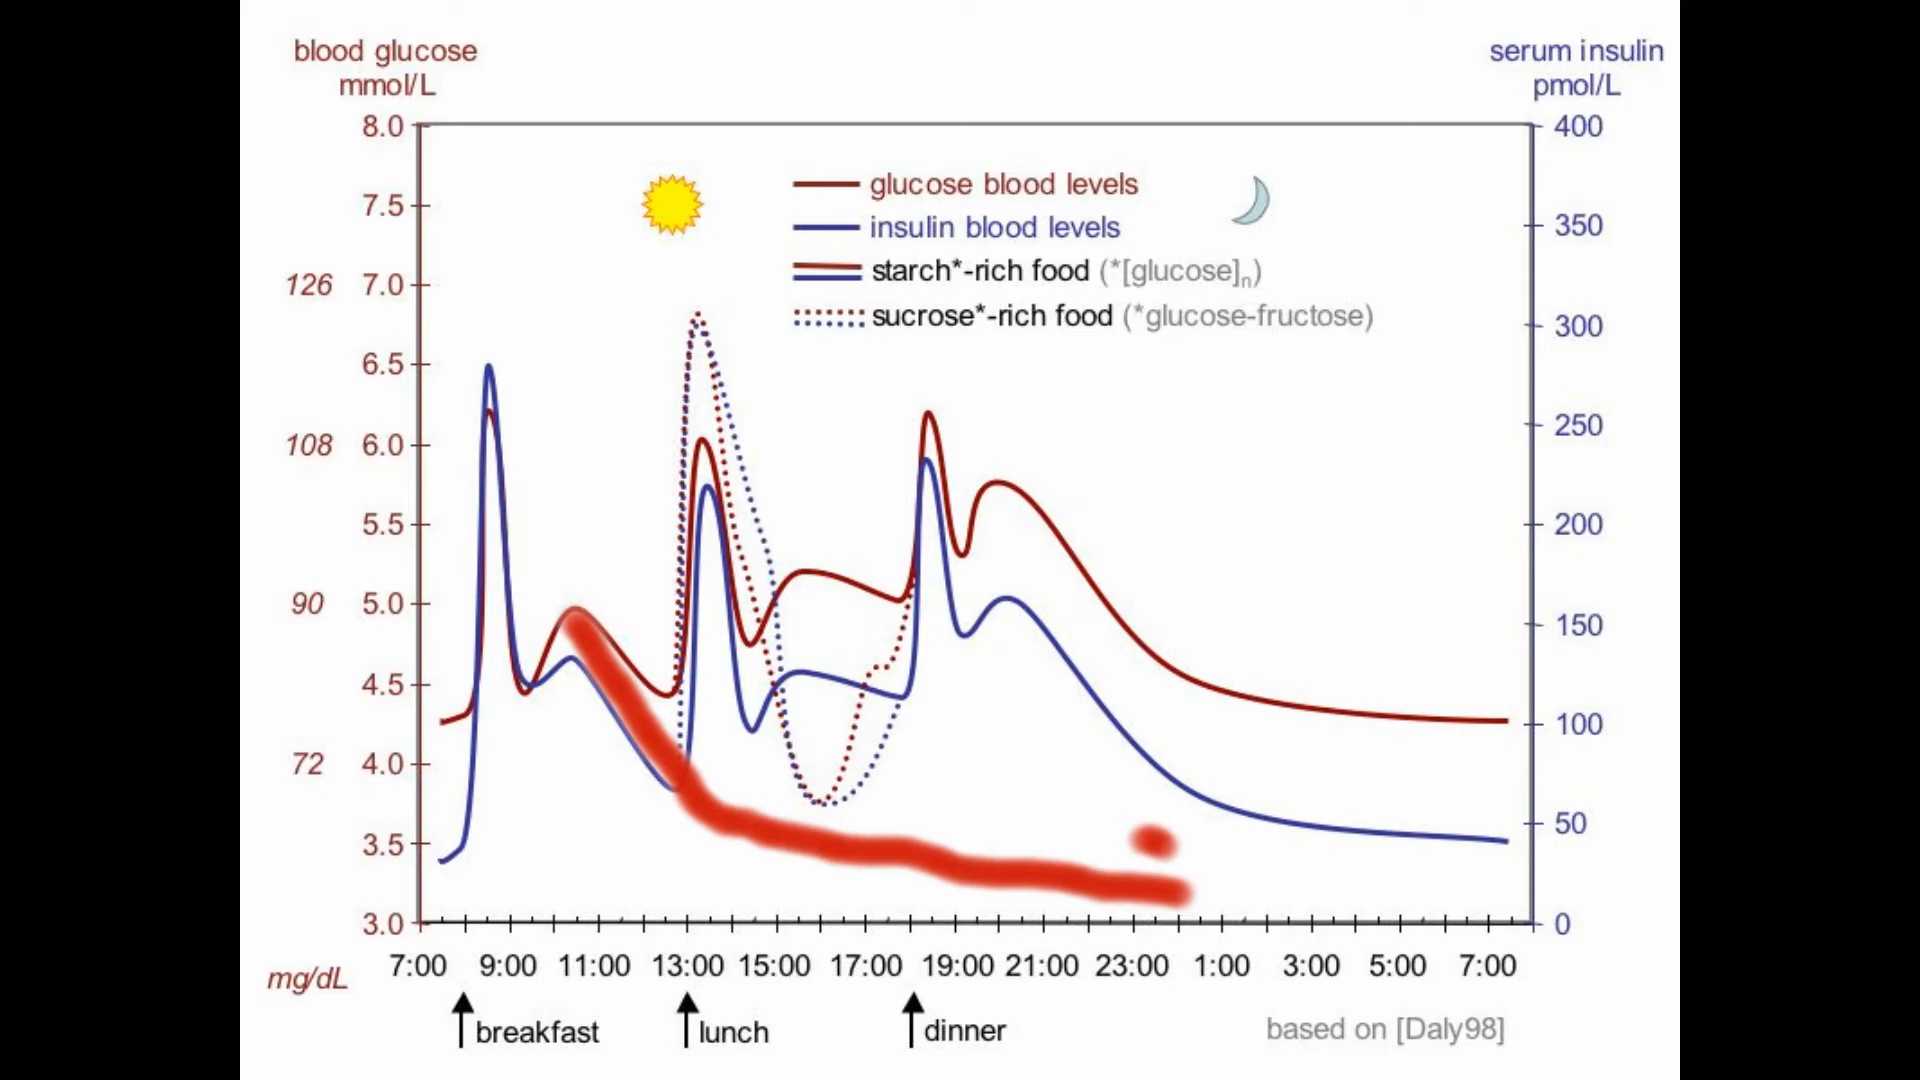 blood glucose
mmol/L
serum insulin
pmol/L
8.0
7.5
126 7.0
6.5
108 6.0
5.5
90 5.0
4.5
72 4.0
3.5
3.0
mg/dL
glucose blood levels
insulin blood levels
starch*-rich food (*[glucose]n)
sucrose*-rich food (*glucose-fructose)
400
350
300
250
200
150
100
50
0
7:00 9:00 11:00 13:00 15:00 17:00 19:00 21:00 23:00 1:00 3:00 5:00 7:00
breakfast lunch dinner
based on [Daly98]